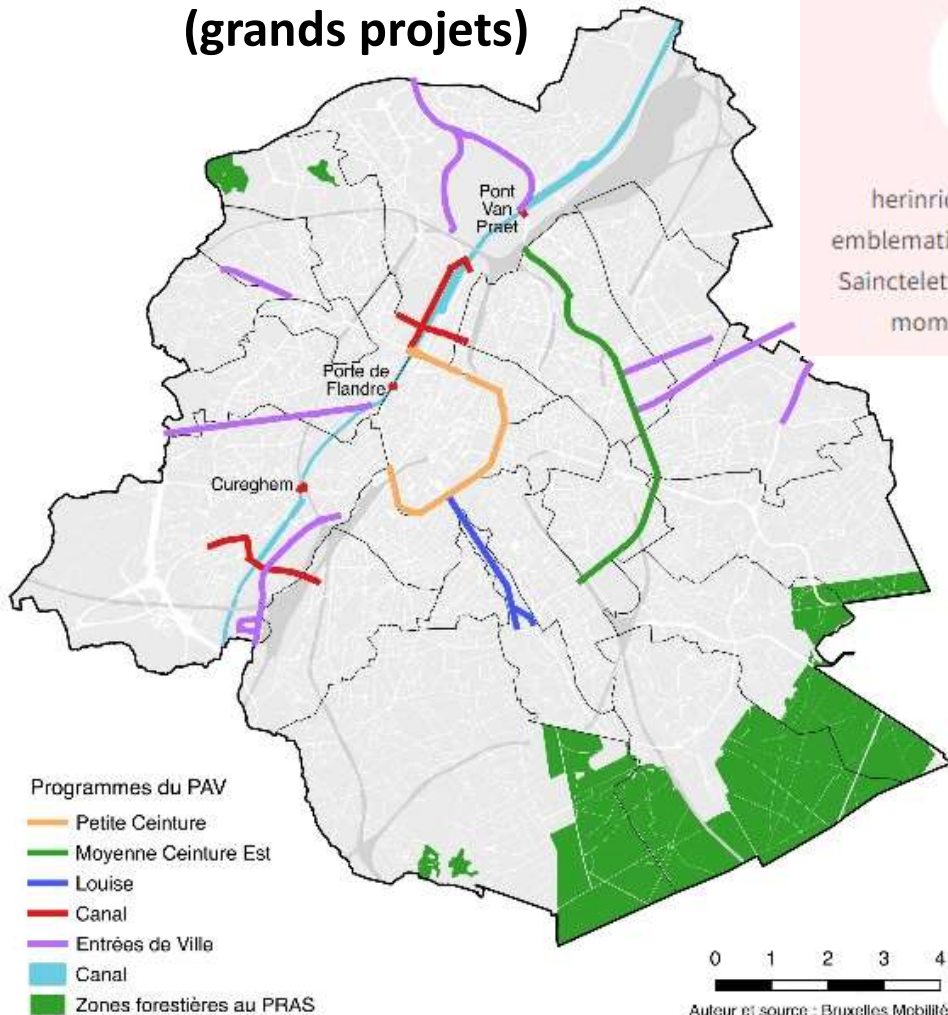 (grands projets)
herinri
emblemati
Sainctelet
mom
Pont
Van
Praet
Porte de
Flandre
Cureghem
Programmes du PAV
Petite Ceinture
Moyenne Ceinture Est
Louise
Canal
Entrées de Ville
Canal
Zones forestières au PRAS
0 1 2 3 4
Auteur et source : Bruxelles Mobilité